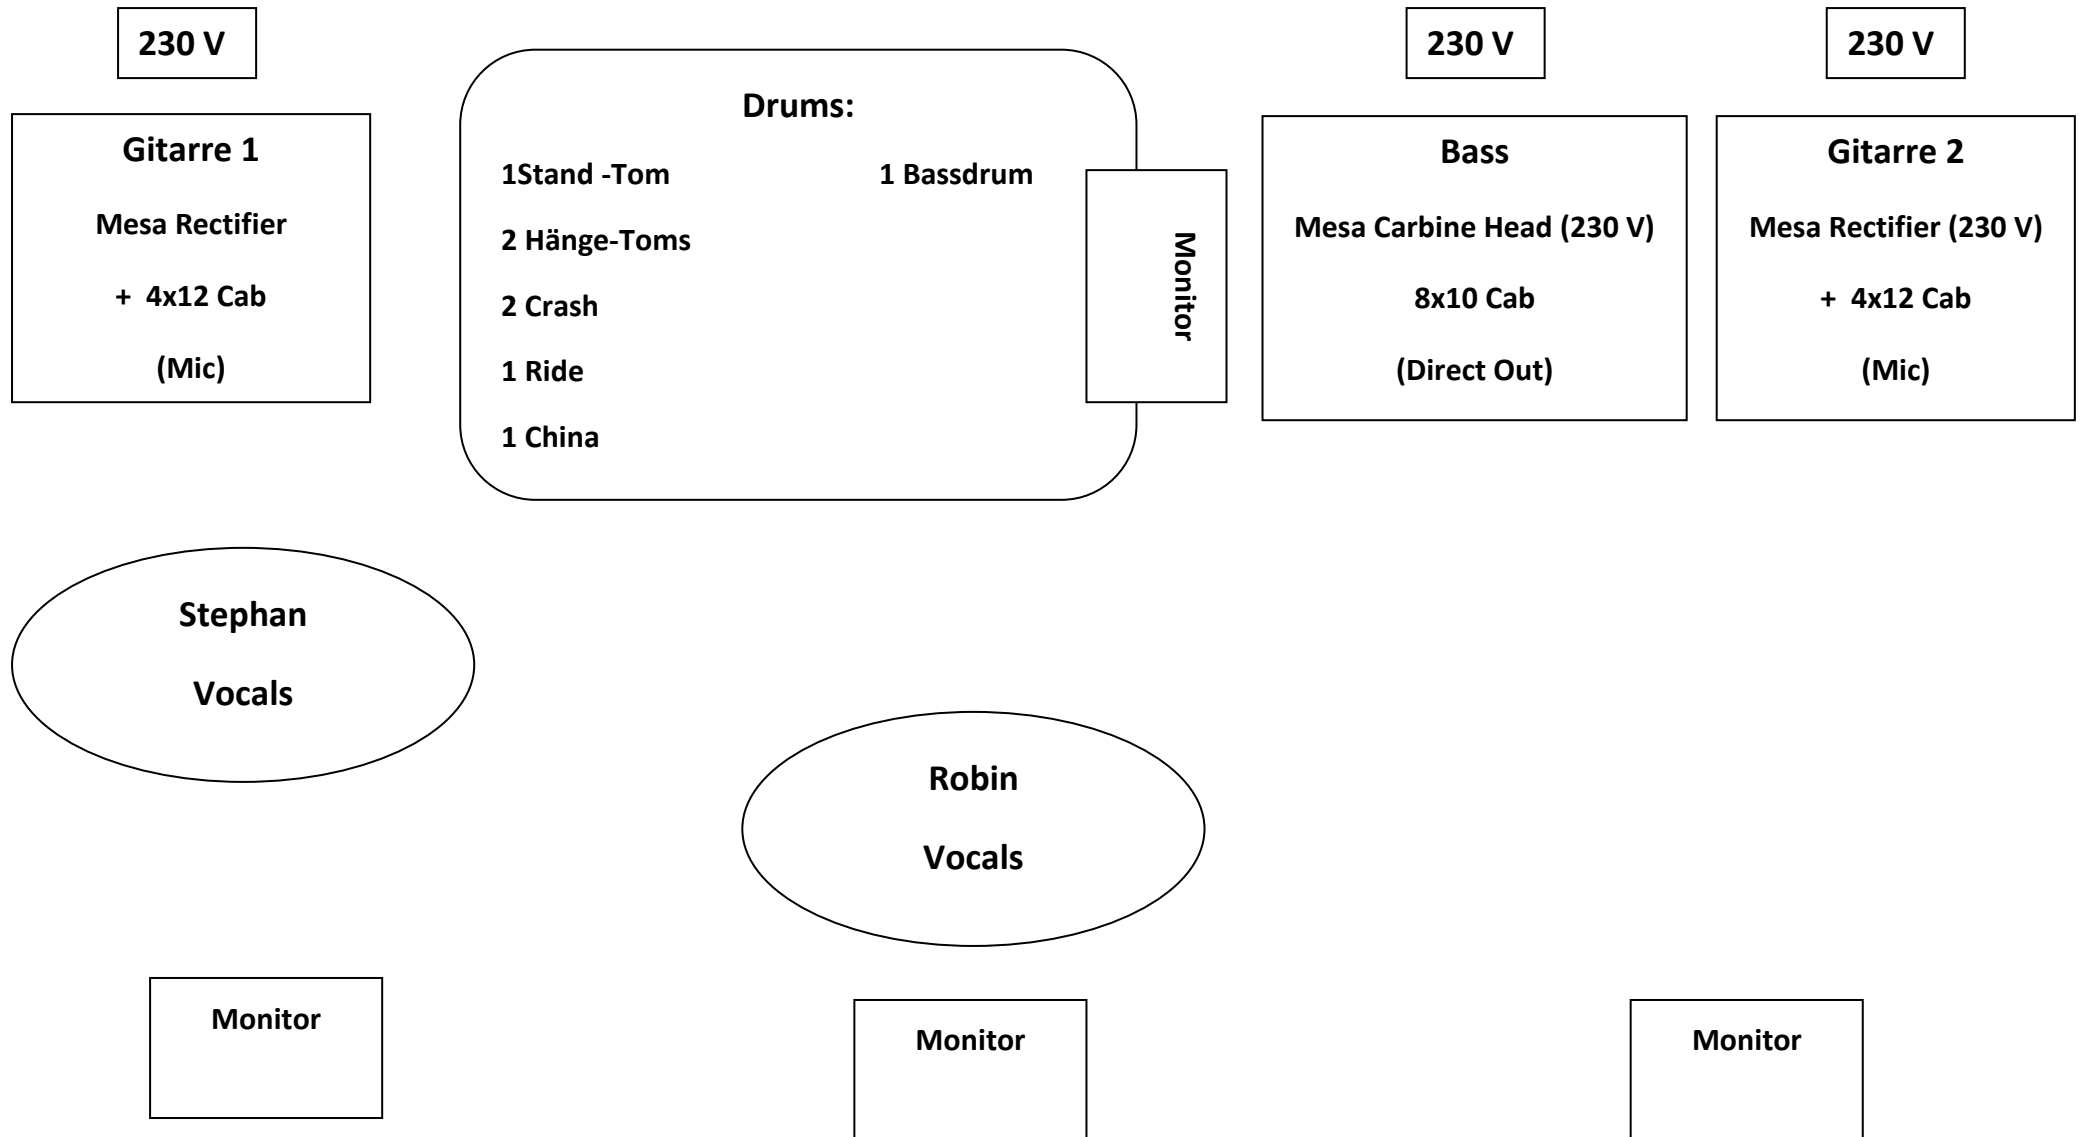 230 V
230 V
230 V
Gitarre 1
Mesa Rectifier
+ 4x12 Cab
(Mic)
Drums:
1Stand -Tom
2 Hänge-Toms
2 Crash
1 Ride
1 China
1 Bassdrum
Monitor
Bass
Mesa Carbine Head (230 V)
8x10 Cab
(Direct Out)
Gitarre 2
Mesa Rectifier (230 V)
+ 4x12 Cab
(Mic)
Stephan
Vocals
Robin
Vocals
Monitor
Monitor
Monitor